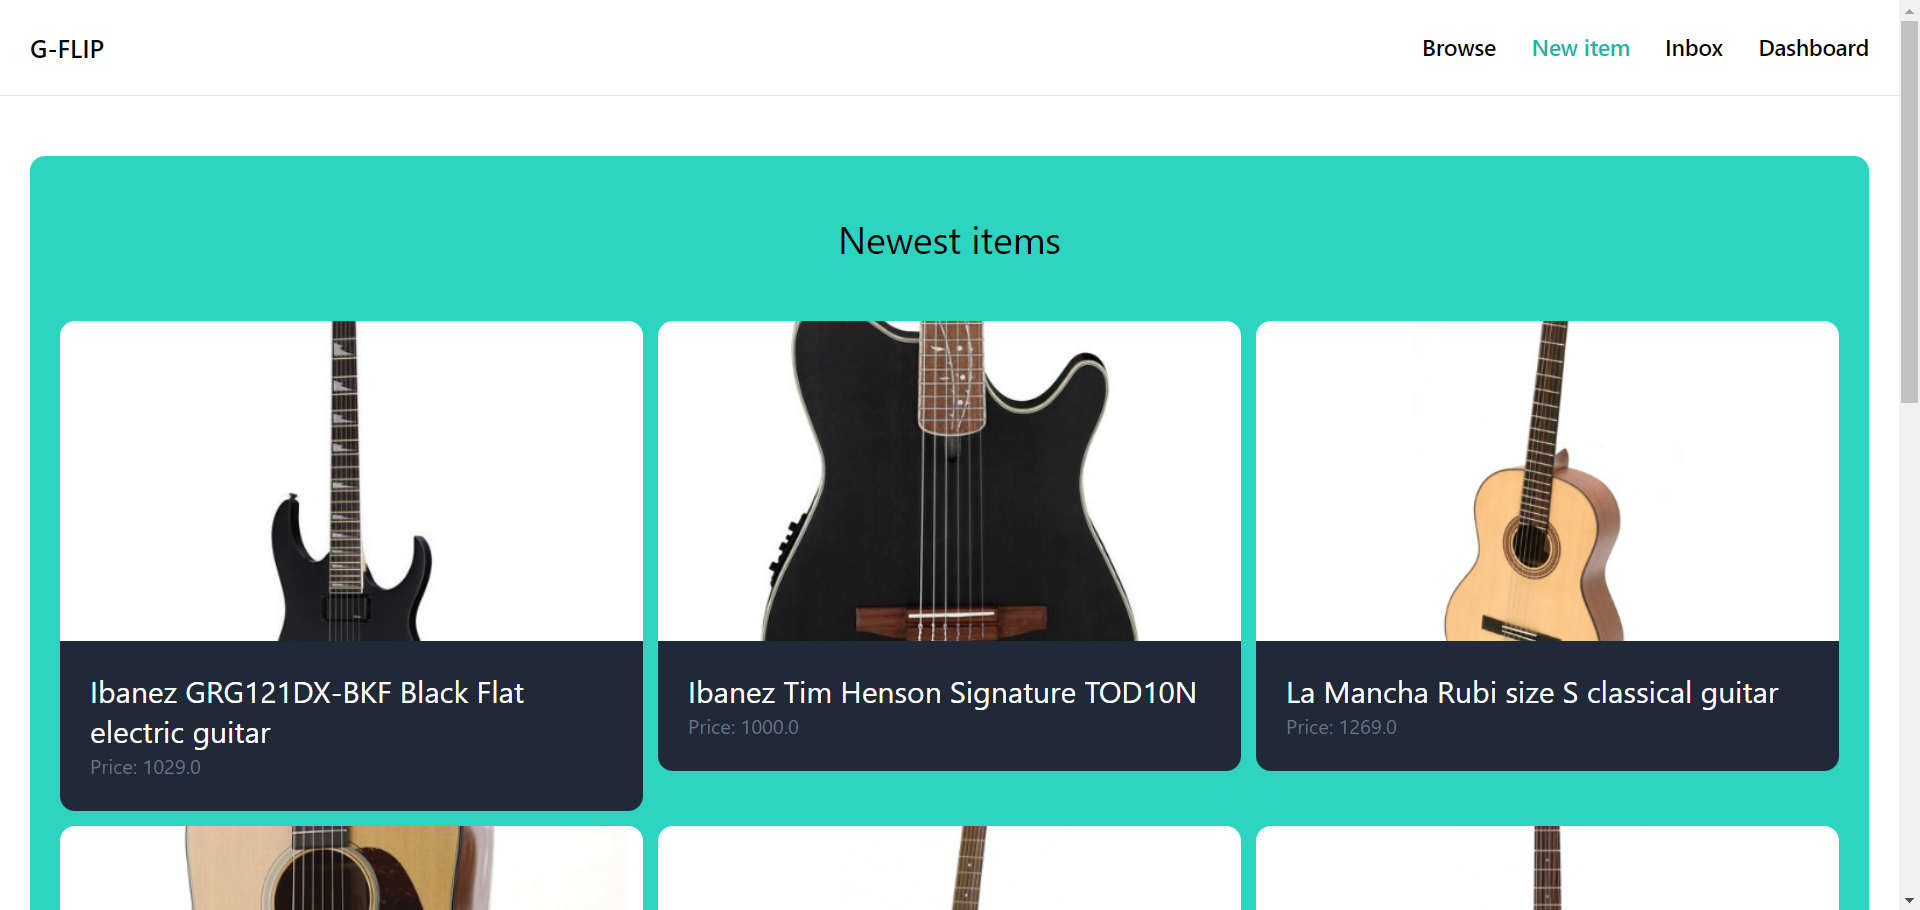 G-FLIP
Browse
New item
Inbox
Dashboard
Newest items
Ibanez GRG121DX-BKF Black Flat
electric guitar
Price: 1029.0
Ibanez Tim Henson Signature TOD10N
Price: 1000.0
La Mancha Rubi size S classical guitar
Price: 1269.0